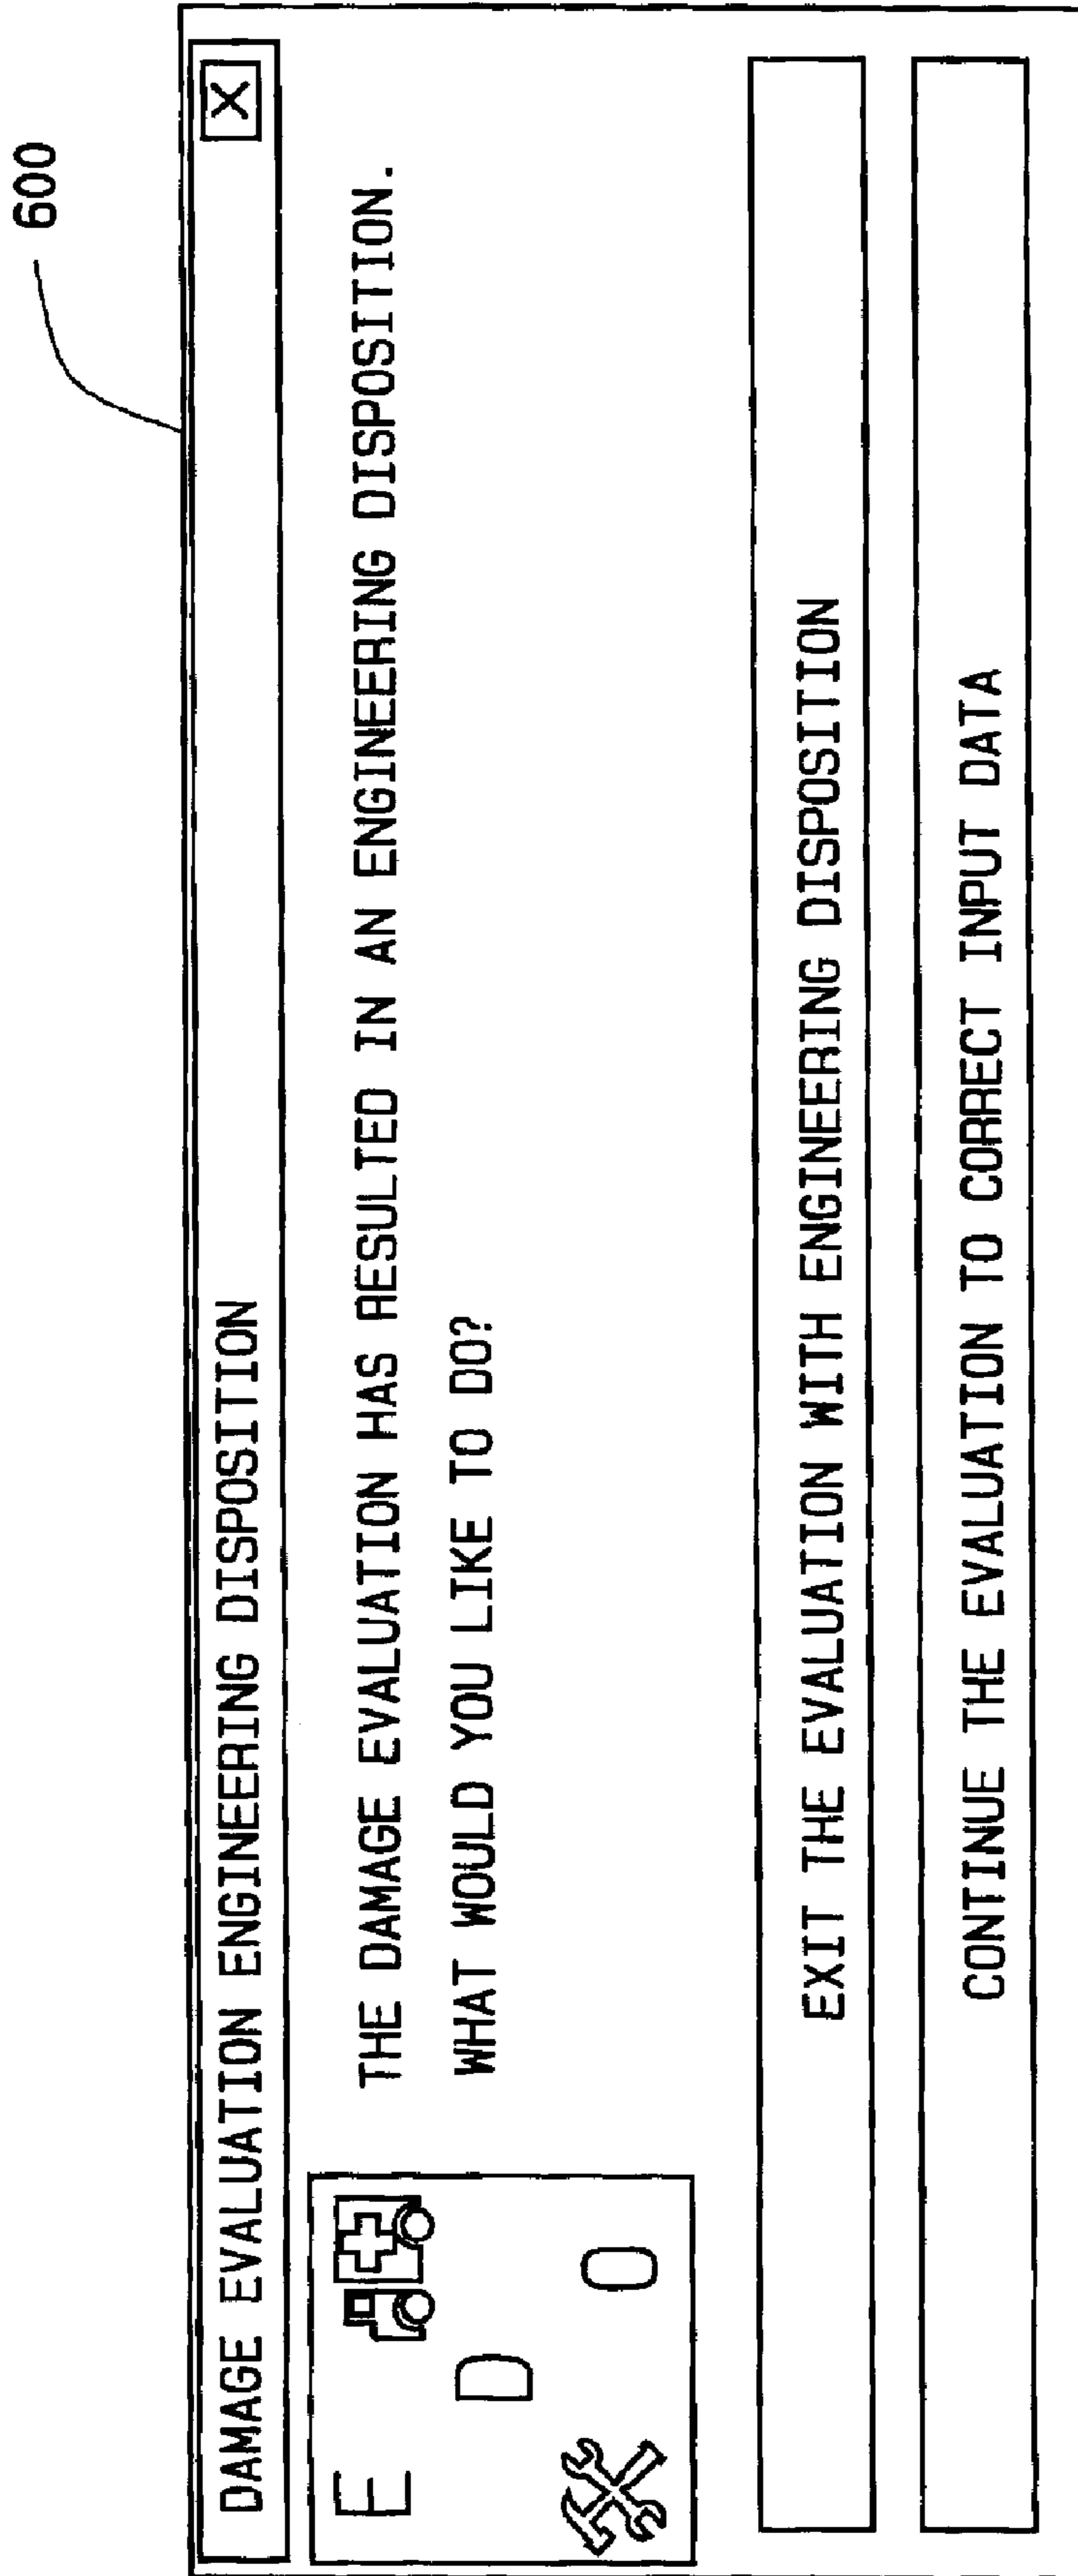 600
DAMAGE EVALUATION ENGINEERING DISPOSITION X
E
D
O
THE DAMAGE EVALUATION HAS RESULTED IN AN ENGINEERING DISPOSITION.
WHAT WOULD YOU LIKE TO DO?
EXIT THE EVALUATION WITH ENGINEERING DISPOSITION
CONTINUE THE EVALUATION TO CORRECT INPUT DATA